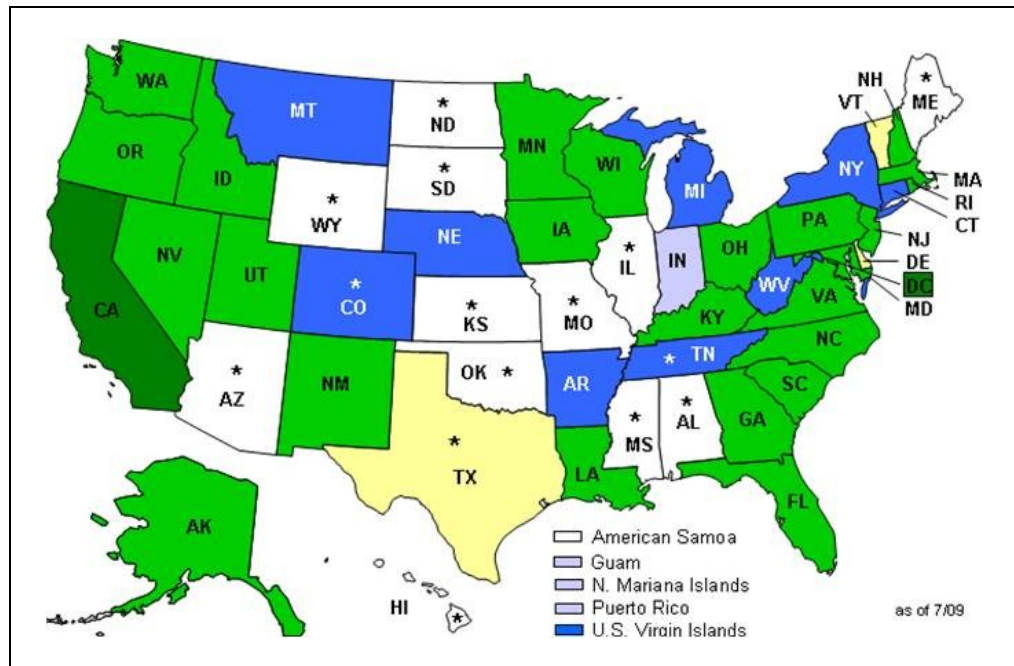 WA
MT
*
ND
NH
VT
*
ME
OR
ID
MN
*
SD
WI
NY
MI
MA
RI
CT
*
WY
IA
NE
PA
NJ
DE
DC
MD
NV
UT
*
CO
*
IL
IN
OH
WV
VA
CA
*
KS
*
MO
KY
NC
* TN
*
AZ
NM
OK *
AR
SC
*
MS
*
AL
GA
*
TX
LA
FL
AK
HI
*
American Samoa
Guam
N. Mariana Islands
Puerto Rico
U.S. Virgin Islands
as of 7/09